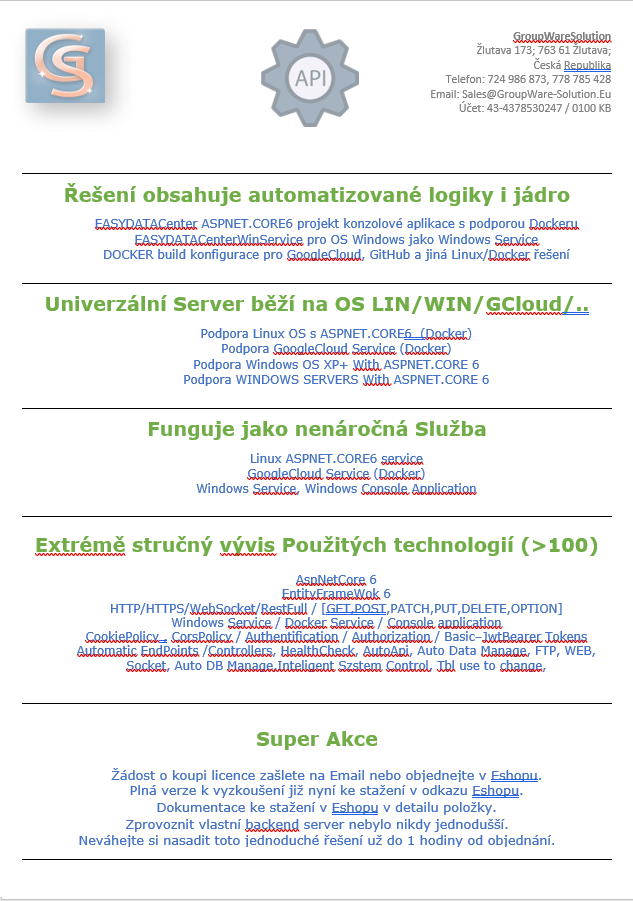 GS
API
GroupWareSolution
Žlutava 173; 763 61 Žlutava;
Česká Republika
Telefon: 724 986 873, 778 785 428
Email: Sales@GroupWare-Solution.Eu
Účet: 43-4378530247 / 0100 KB
Řešení obsahuje automatizované logiky i jádro
EASYDATACenter ASPNET.CORE6 projekt konzolové aplikace s podporou Dockeru
EASYDATACenterWinService pro OS Windows jako Windows Service
DOCKER build konfigurace pro GoogleCloud, GitHub a jiná Linux/Docker řešení
Univerzální Server běží na OS LIN/WIN/GCloud/..
Podpora Linux OS s ASPNET.CORE6 (Docker)
Podpora GoogleCloud Service (Docker)
Podpora Windows OS XP+ With ASPNET.CORE 6
Podpora WINDOWS SERVERS With ASPNET.CORE 6
Funguje jako nenáročná Služba
Linux ASPNET.CORE6 service
GoogleCloud Service (Docker)
Windows Service, Windows Console Application
Extrémě stručný vývis Použitých technologií (>100)
AspNetCore 6
EntityFrameWok 6
HTTP/HTTPS/WebSocket/RestFull / [GET,POST,PATCH,PUT,DELETE,OPTION]
Windows Service / Docker Service / Console application
CookiePolicy , CorsPolicy / Authentification / Authorization / Basic–JwtBearer Tokens
Automatic EndPoints /Controllers, HealthCheck, AutoApi, Auto Data Manage, FTP, WEB,
Socket, Auto DB Manage,Inteligent Szstem Control, Tbl use to change,
Super Akce
Žádost o koupi licence zašlete na Email nebo objednejte v Eshopu.
Plná verze k vyzkoušení již nyní ke stažení v odkazu Eshopu.
Dokumentace ke stažení v Eshopu v detailu položky.
Zprovoznit vlastní backend server nebylo nikdy jednodušší.
Neváhejte si nasadit toto jednoduché řešení už do 1 hodiny od objednání.